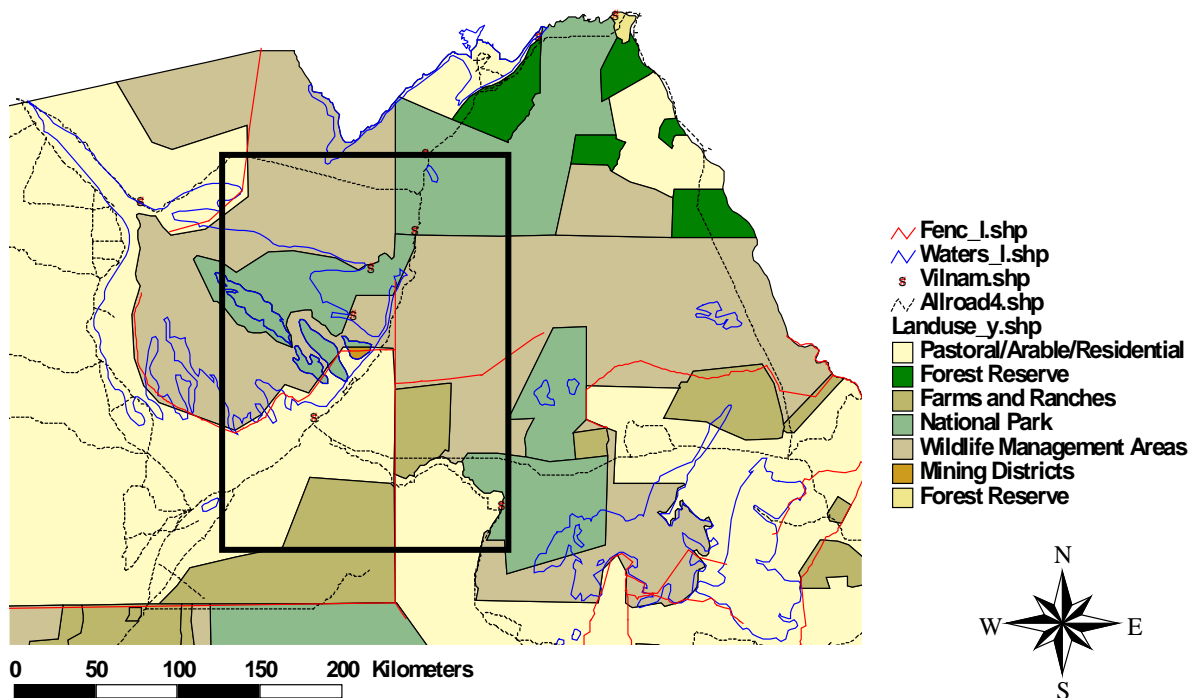 S
S
S
S
S
S
S
S
S
Fenc_l.shp
Waters_l.shp
S Vilnam.shp
Allroad4.shp
Landuse_y.shp
Pastoral/Arable/Residential
Forest Reserve
Farms and Ranches
National Park
Wildlife Management Areas
Mining Districts
Forest Reserve
N
W E
S
0 50 100 150 200 Kilometers